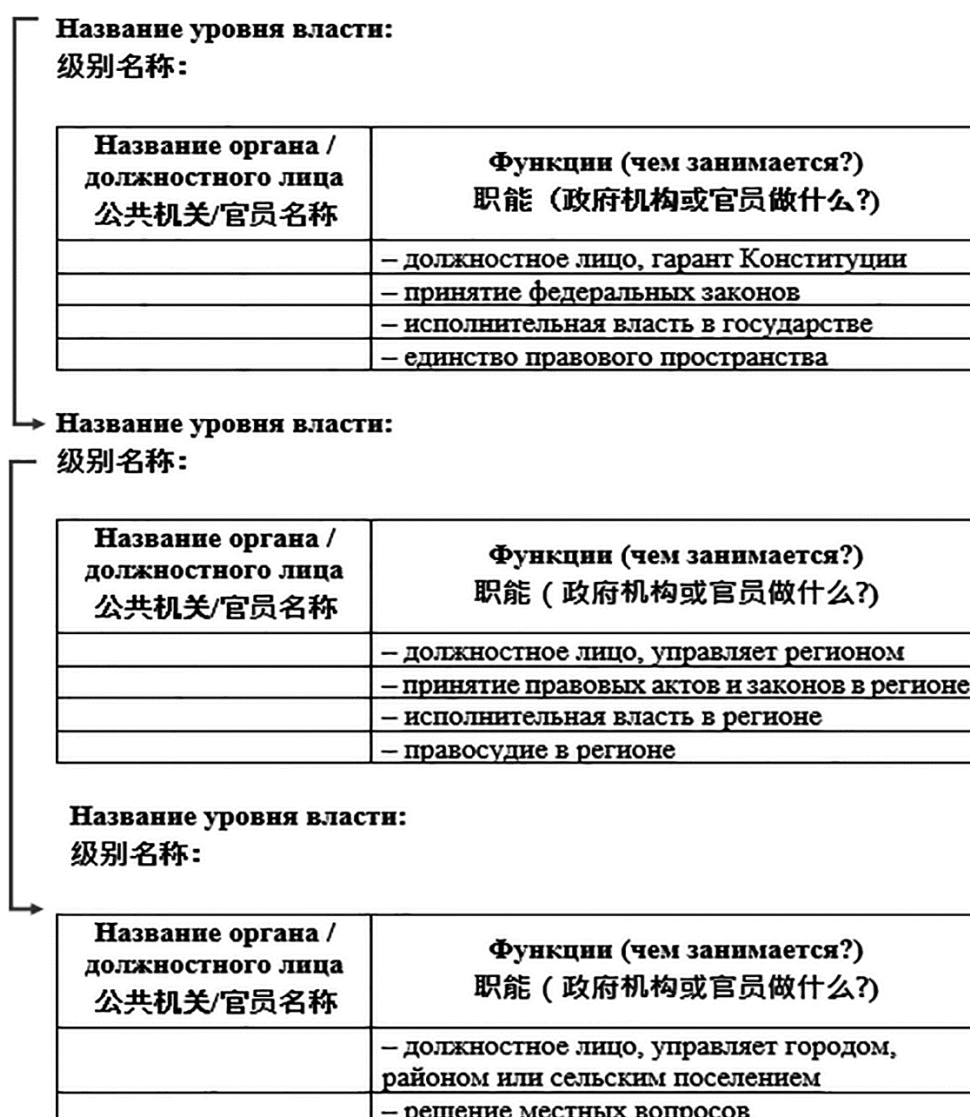 Название уровня власти:
级别名称：
Название органа /
должностного лица
公共机关/官员名称
Функции (чем занимается?)
职能（政府机构或官员做什么?)
– должностное лицо, гарант Конституции
– принятие федеральных законов
– исполнительная власть в государстве
– единство правового пространства
Название уровня власти:
级别名称：
Название органа /
должностного лица
公共机关/官员名称
Функции (чем занимается?)
职能 ( 政府机构或官员做什么?)
– должностное лицо, управляет регионом
– принятие правовых актов и законов в регионе
– исполнительная власть в регионе
– правосудие в регионе
Название уровня власти:
级别名称：
Название органа /
должностного лица
公共机关/官员名称
Функции (чем занимается?)
职能 ( 政府机构或官员做什么?)
– должностное лицо, управляет городом,
районом или сельским поселением
– решение местных вопросов